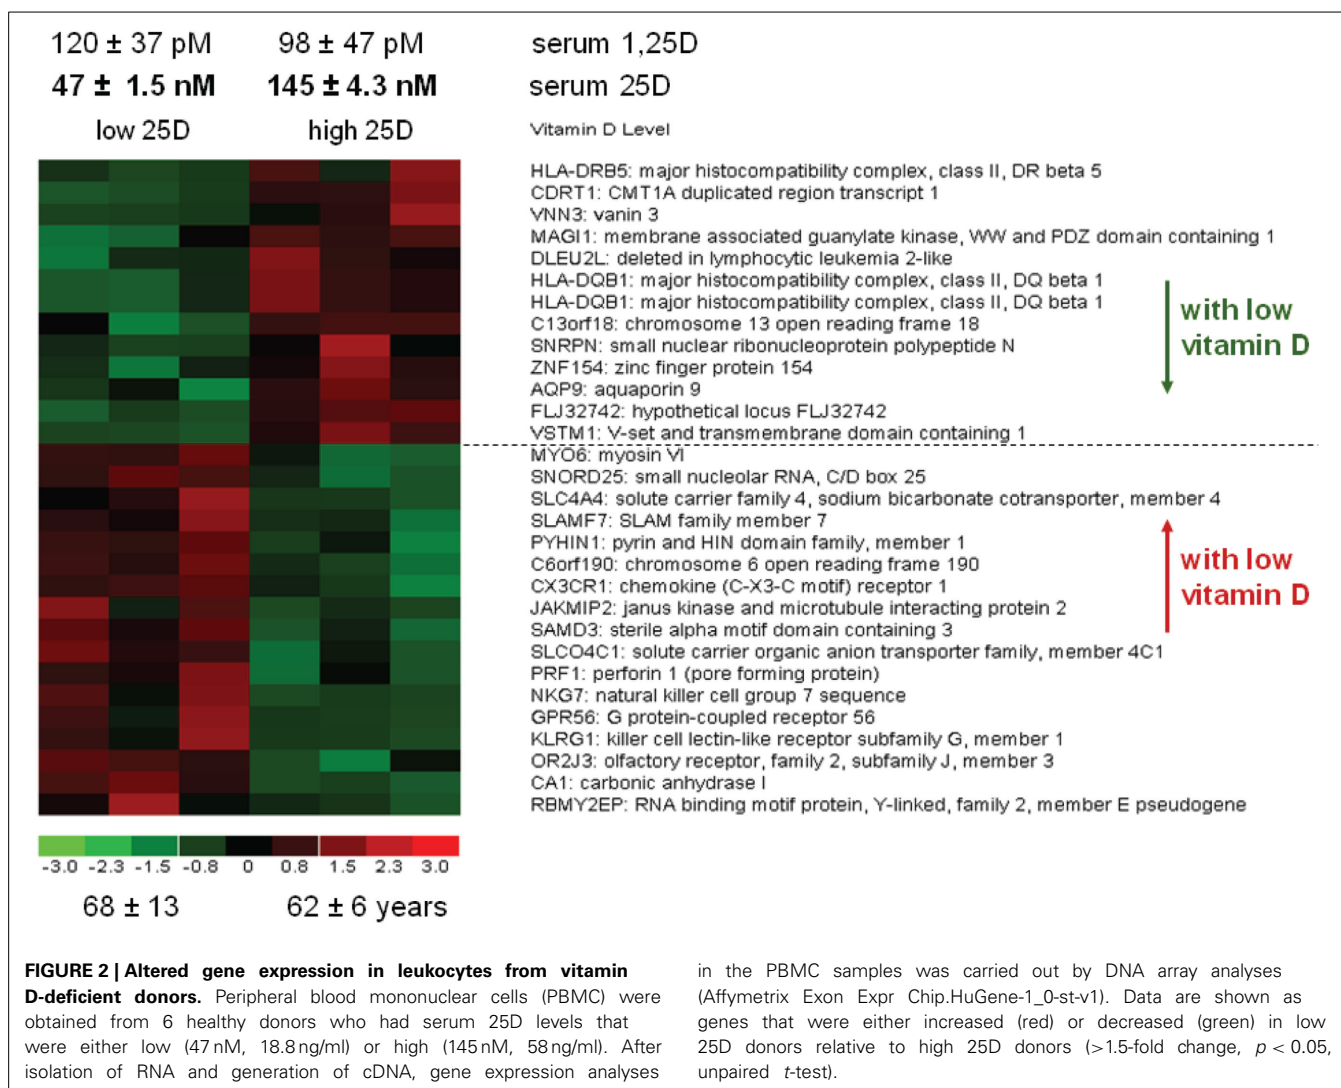 120 ± 37 pM 98 ± 47 pM serum 1,25D
47 ± 1.5 nM 145 ± 4.3 nM serum 25D
low 25D high 25D Vitamin D Level
HLA-DRB5: major histocompatibility complex, class II, DR beta 5
CDRT1: CMT1A duplicated region transcript 1
VNN3: vanin 3
MAGI1: membrane associated guanylate kinase, WW and PDZ domain containing 1
DLEU2L: deleted in lymphocytic leukemia 2-like
HLA-DQB1: major histocompatibility complex, class II, DQ beta 1
HLA-DQB1: major histocompatibility complex, class II, DQ beta 1
C13orf18: chromosome 13 open reading frame 18
SNRPN: small nuclear ribonucleoprotein polypeptide N
ZNF154: zinc finger protein 154
AQP9: aquaporin 9
FLJ32742: hypothetical locus FLJ32742
VSTM1: V-set and transmembrane domain containing 1
with low
vitamin D
MYO6: myosin VI
SNORD25: small nucleolar RNA, C/D box 25
SLC4A4: solute carrier family 4, sodium bicarbonate cotransporter, member 4
SLAMF7: SLAM family member 7
PYHIN1: pyrin and HIN domain family, member 1
C6orf190: chromosome 6 open reading frame 190
CX3CR1: chemokine (C-X3-C motif) receptor 1
JAKMIP2: janus kinase and microtubule interacting protein 2
SAMD3: sterile alpha motif domain containing 3
SLCO4C1: solute carrier organic anion transporter family, member 4C1
PRF1: perforin 1 (pore forming protein)
NKG7: natural killer cell group 7 sequence
GPR56: G protein-coupled receptor 56
KLRG1: killer cell lectin-like receptor subfamily G, member 1
OR2J3: olfactory receptor, family 2, subfamily J, member 3
CA1: carbonic anhydrase I
RBMY2EP: RNA binding motif protein, Y-linked, family 2, member E pseudogene
with low
vitamin D
-3.0 -2.3 -1.5 -0.8 0 0.8 1.5 2.3 3.0
68 ± 13 62 ± 6 years
FIGURE 2 | Altered gene expression in leukocytes from vitamin
D-deficient donors. Peripheral blood mononuclear cells (PBMC) were
obtained from 6 healthy donors who had serum 25D levels that
were either low (47 nM, 18.8 ng/ml) or high (145 nM, 58 ng/ml). After
isolation of RNA and generation of cDNA, gene expression analyses
in the PBMC samples was carried out by DNA array analyses
(Affymetrix Exon Expr Chip.HuGene-1_0-st-v1). Data are shown as
genes that were either increased (red) or decreased (green) in low
25D donors relative to high 25D donors (>1.5-fold change, p < 0.05,
unpaired t-test).